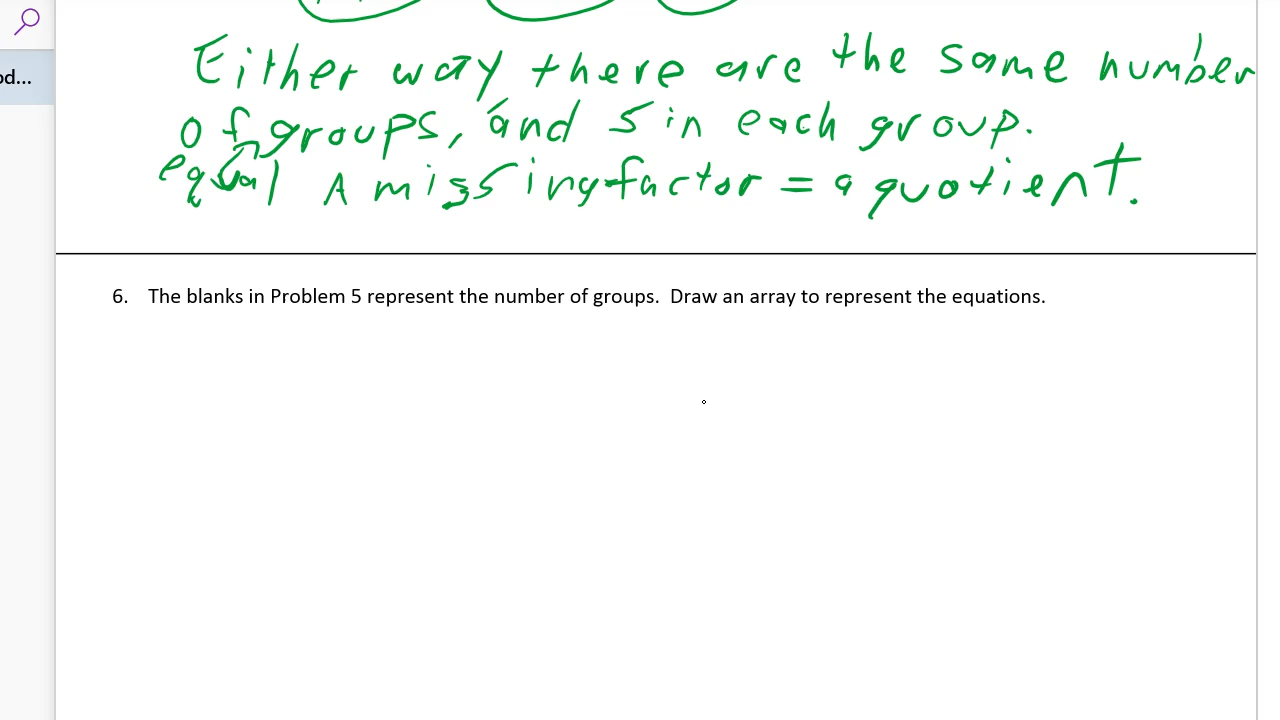 od...
Either way there are the same number
of groups, and 5 in each group.
equal A missing factor = a quotient.
6. The blanks in Problem 5 represent the number of groups. Draw an array to represent the equations.